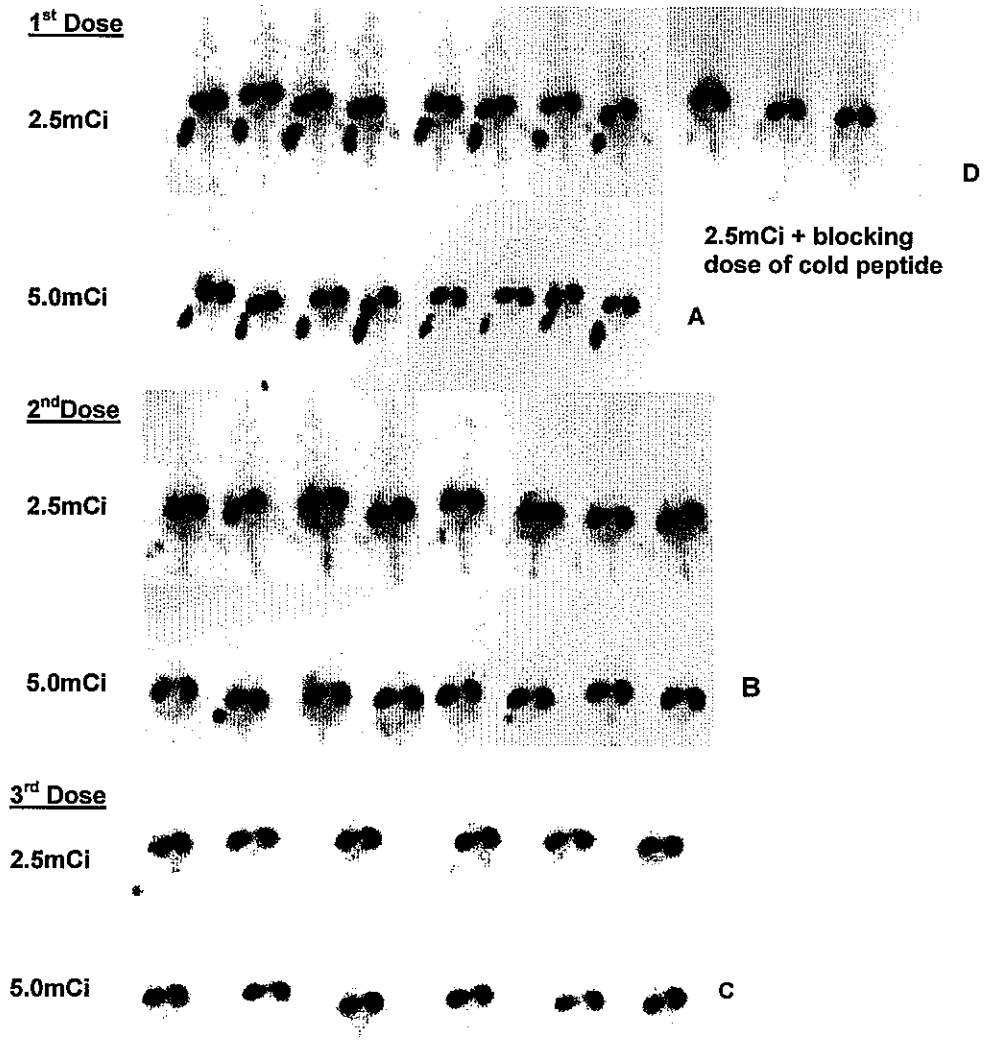 1st Dose
2.5mCi
D
2.5mCi + blocking
dose of cold peptide
5.0mCi
A
2ndDose
2.5mCi
5.0mCi
B
3rd Dose
2.5mCi
5.0mCi
C